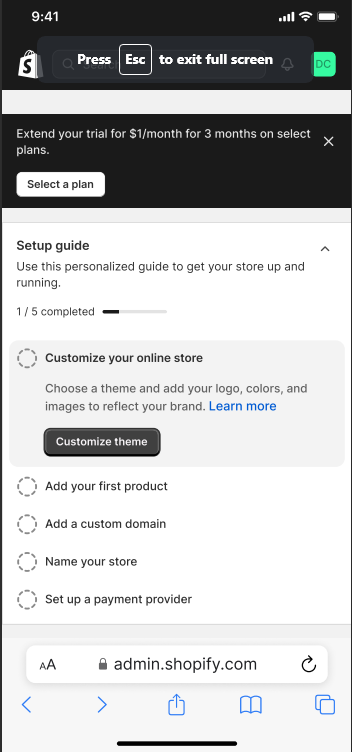 9:41
Press Esc to exit full screen
DC
Extend your trial for $1/month for 3 months on select
plans.
Select a plan
Setup guide
Use this personalized guide to get your store up and
running.
1 / 5 completed
Customize your online store
Choose a theme and add your logo, colors, and
images to reflect your brand. Learn more
Customize theme
Add your first product
Add a custom domain
Name your store
Set up a payment provider
AA admin.shopify.com